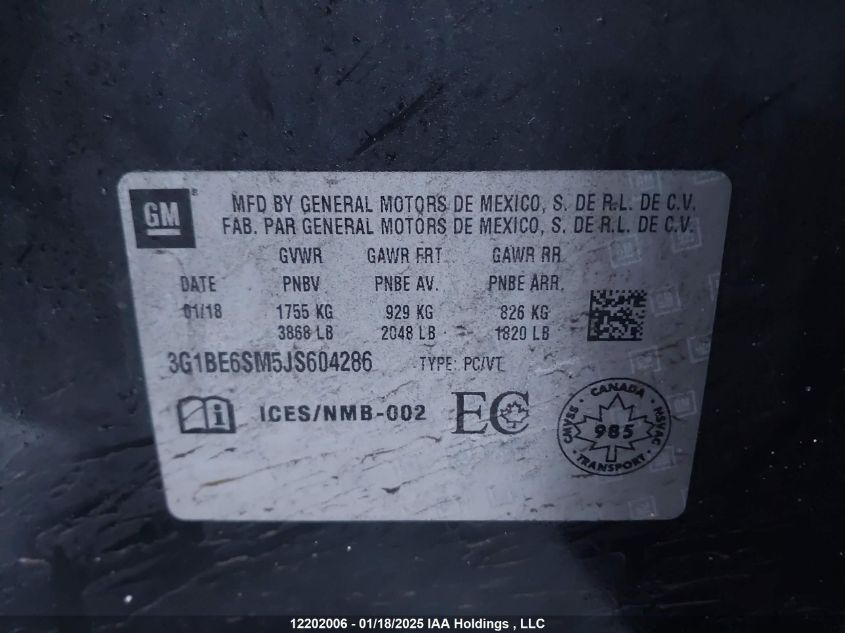 GM ®
MFD BY GENERAL MOTORS DE MEXICO, S. DE R.L. DE C.V.
FAB. PAR GENERAL MOTORS DE MEXICO, S. DE R.L. DE C.V.
GVWR GAWR FRT GAWR RR
DATE PNBV PNBE AV. PNBE ARR.
01/18 1755 KG 929 KG 826 KG
3868 LB 2048 LB 1820 LB
3G1BE6SM5JS604286 TYPE: PC/VT
i ICES/NMB-002 EC
CANADA
CMVSS 985 NSVAC
TRANSPORT
12202006 - 01/18/2025 IAA Holdings , LLC